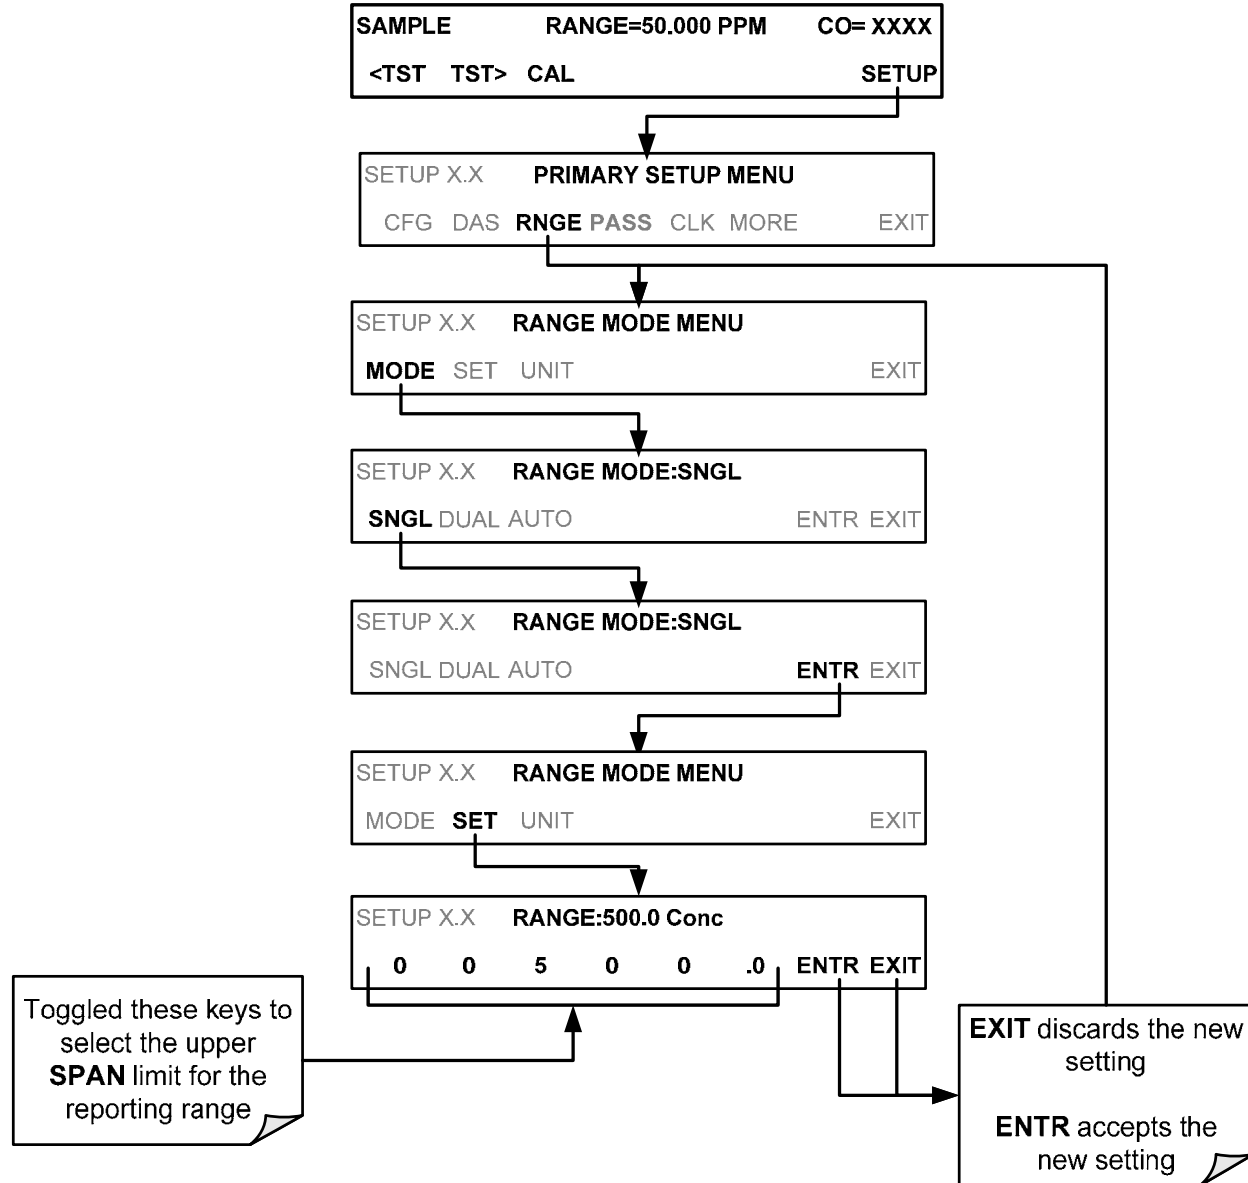 SAMPLE RANGE=50.000 PPM CO= XXXX
<TST TST> CAL SETUP
SETUP X.X PRIMARY SETUP MENU
CFG DAS RNGE PASS CLK MORE EXIT
SETUP X.X RANGE MODE MENU
MODE SET UNIT EXIT
SETUP X.X RANGE MODE:SNGL
SNGL DUAL AUTO ENTR EXIT
SETUP X.X RANGE MODE:SNGL
SNGL DUAL AUTO ENTR EXIT
SETUP X.X RANGE MODE MENU
MODE SET UNIT EXIT
SETUP X.X RANGE:500.0 Conc
0 0 5 0 0 .0 ENTR EXIT
Toggled these keys to
select the upper
SPAN limit for the
reporting range
EXIT discards the new
setting
ENTR accepts the
new setting